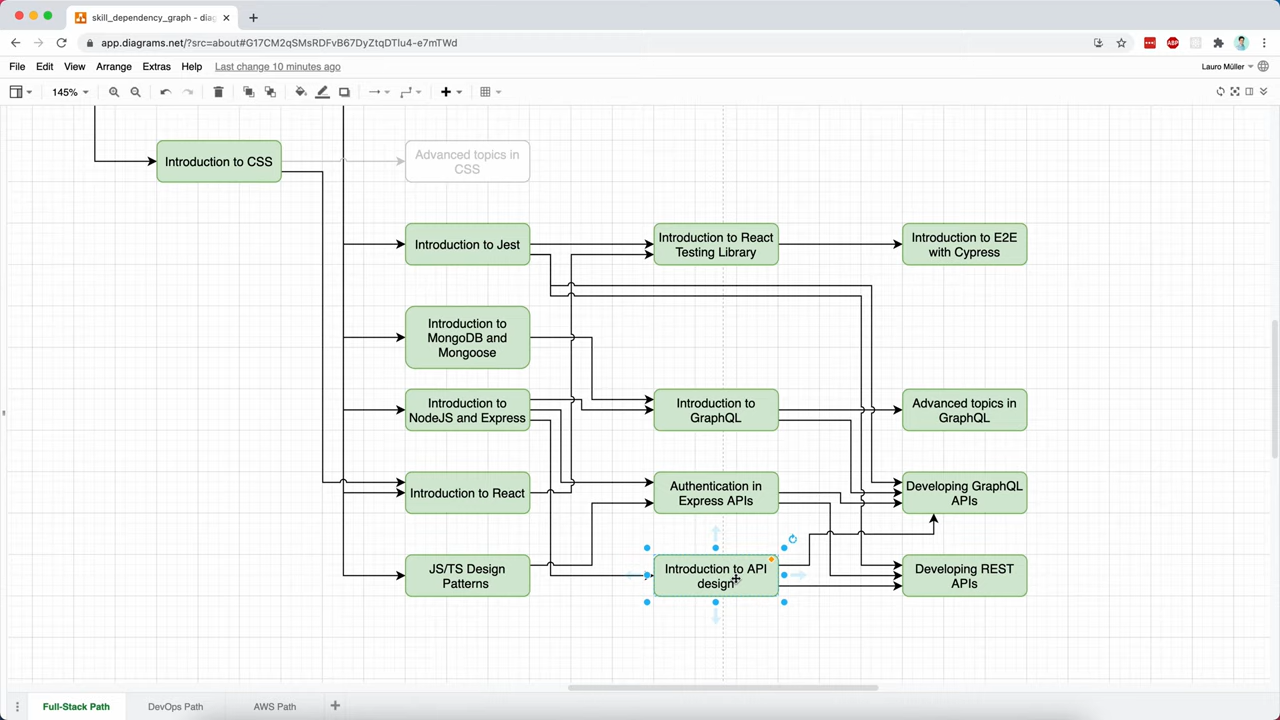 skill_dependency_graph - diag
app.diagrams.net/?src=about#G17CM2qSMsRDFvB67DyZtqDTlu4-e7mTWd
ABP
File Edit View Arrange Extras Help Last change 10 minutes ago
Lauro Müller
145%
Introduction to CSS
Advanced topics in
CSS
Introduction to Jest
Introduction to React
Testing Library
Introduction to E2E
with Cypress
Introduction to
MongoDB and
Mongoose
Introduction to
NodeJS and Express
Introduction to
GraphQL
Advanced topics in
GraphQL
Introduction to React
Authentication in
Express APIs
Developing GraphQL
APIs
JS/TS Design
Patterns
Introduction to API
design
Developing REST
APIs
Full-Stack Path DevOps Path AWS Path